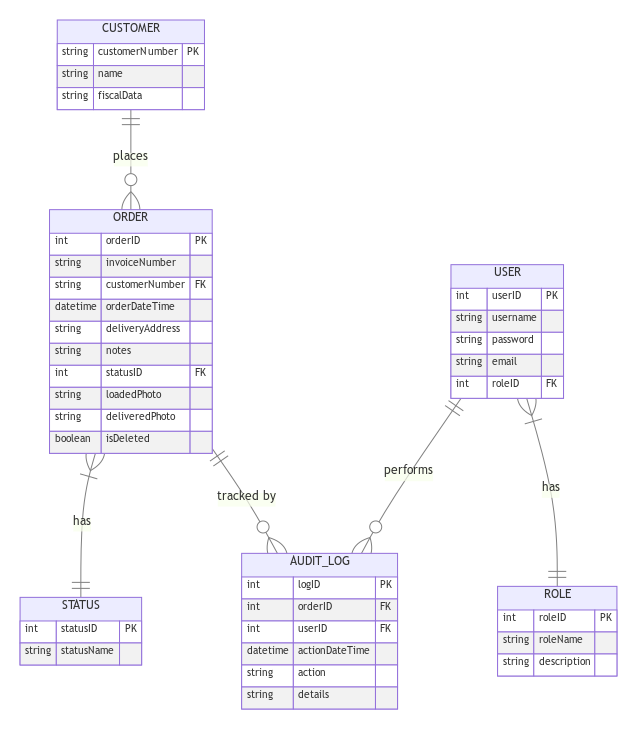 CUSTOMER
string customerNumber PK
string name
string fiscalData
places
ORDER
int orderID PK
string invoiceNumber
string customerNumber FK
datetime orderDateTime
string deliveryAddress
string notes
int statusID FK
string loadedPhoto
string deliveredPhoto
boolean isDeleted
USER
int userID PK
string username
string password
string email
int roleID FK
performs
tracked by
has
has
AUDIT_LOG
int logID PK
int orderID FK
int userID FK
datetime actionDateTime
string action
string details
STATUS
int statusID PK
string statusName
ROLE
int roleID PK
string roleName
string description